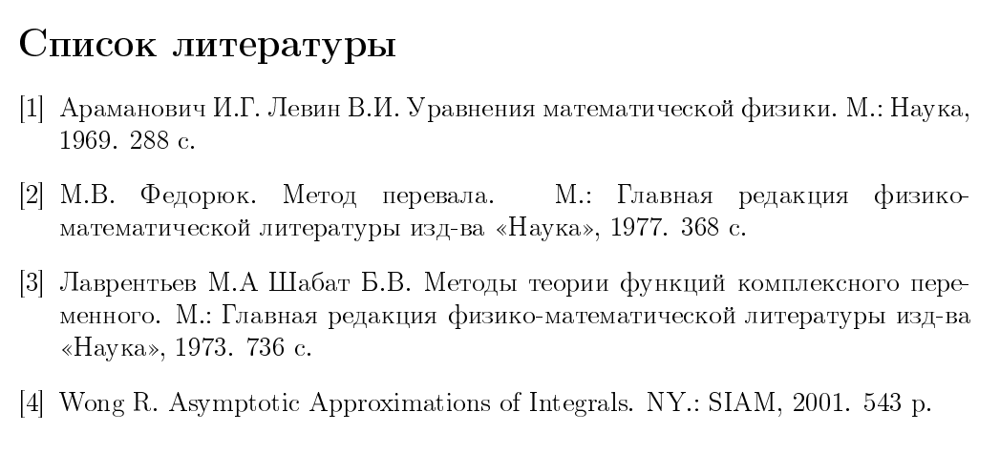 Список литературы
[1] Араманович И.Г. Левин В.И. Уравнения математической физики. М.: Наука,
1969. 288 с.
[2] М.В. Федорюк. Метод перевала. М.: Главная редакция физико-
математической литературы изд-ва «Наука», 1977. 368 с.
[3] Лаврентьев М.А Шабат Б.В. Методы теории функций комплексного пере-
менного. М.: Главная редакция физико-математической литературы изд-ва
«Наука», 1973. 736 с.
[4] Wong R. Asymptotic Approximations of Integrals. NY.: SIAM, 2001. 543 p.